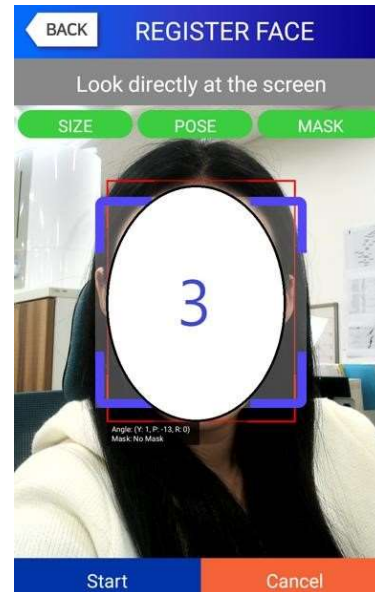 BACK
REGISTER FACE
Look directly at the screen
SIZE
POSE
MASK
3
Angle: (Y: 1, P: -13, R: 0)
Mask: No Mask
Start
Cancel